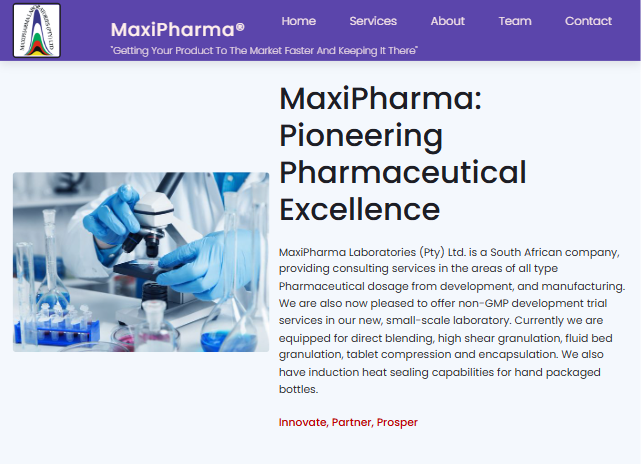 MaxiPharma®
Home
Services
About
Team
Contact
"Getting Your Product To The Market Faster And Keeping It There"
MaxiPharma:
Pioneering
Pharmaceutical
Excellence
MaxiPharma Laboratories (Pty) Ltd. is a South African company,
providing consulting services in the areas of all type
Pharmaceutical dosage from development, and manufacturing.
We are also now pleased to offer non-GMP development trial
services in our new, small-scale laboratory. Currently we are
equipped for direct blending, high shear granulation, fluid bed
granulation, tablet compression and encapsulation. We also
have induction heat sealing capabilities for hand packaged
bottles.
Innovate, Partner, Prosper